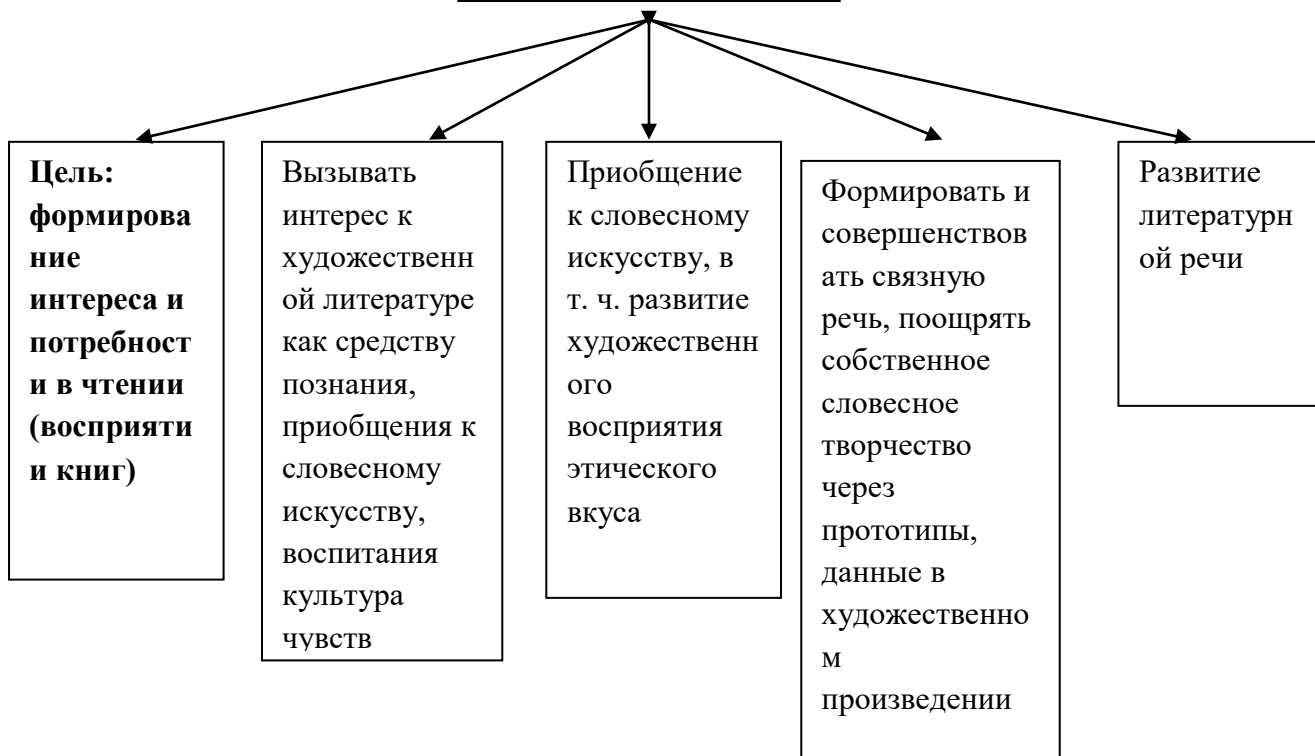 Цель:
формирова
ние
интереса и
потребност
и в чтении
(восприяти
и книг)
Вызывать
интерес к
художественн
ой литературе
как средству
познания,
приобщения к
словесному
искусству,
воспитания
культура
чувств
Приобщение
к словесному
искусству, в
т. ч. развитие
художественн
ого
восприятия
этического
вкуса
Формировать и
совершенствов
ать связную
речь, поощрять
собственное
словесное
творчество
через
прототипы,
данные в
художественно
м
произведении
Развитие
литературн
ой речи